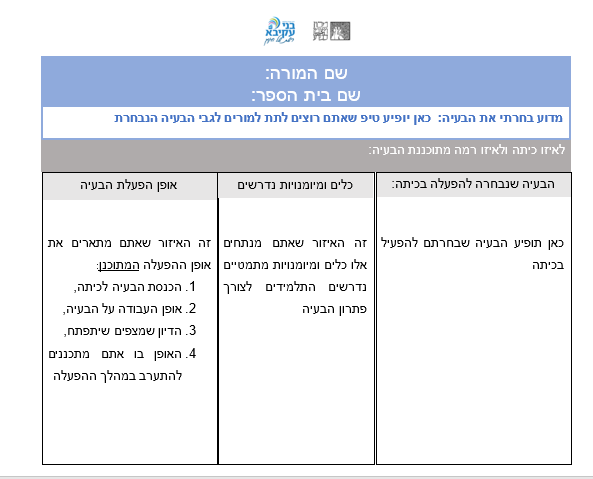 בני
עקיבא
שם המורה:
שם בית הספר:
מדוע בחרתי את הבעיה: כאן יופיע טיפ שאתם רוצים לתת למורים לגבי הבעיה הנבחרת
לאיזו כיתה ולאיזו רמה מתוכננת הבעיה:
הבעיה שנבחרה להפעלה בכיתה:
כאן תופיע הבעיה שבחרתם להפעיל
בכיתה
כלים ומיומנויות נדרשים
זה האיזור שאתם מנתחים
אלו כלים ומיומנויות מתמטיים
נדרשים התלמידים לצורך
פתרון הבעיה
אופן הפעלת הבעיה
זה האיזור שאתם מתארים את
אופן ההפעלה המתוכנן:
1. הכנסת הבעיה לכיתה,
2. אופן העבודה על הבעיה,
3. הדיון שמצפים שיתפתח,
4. האופן בו אתם מתכננים
להתערב במהלך ההפעלה